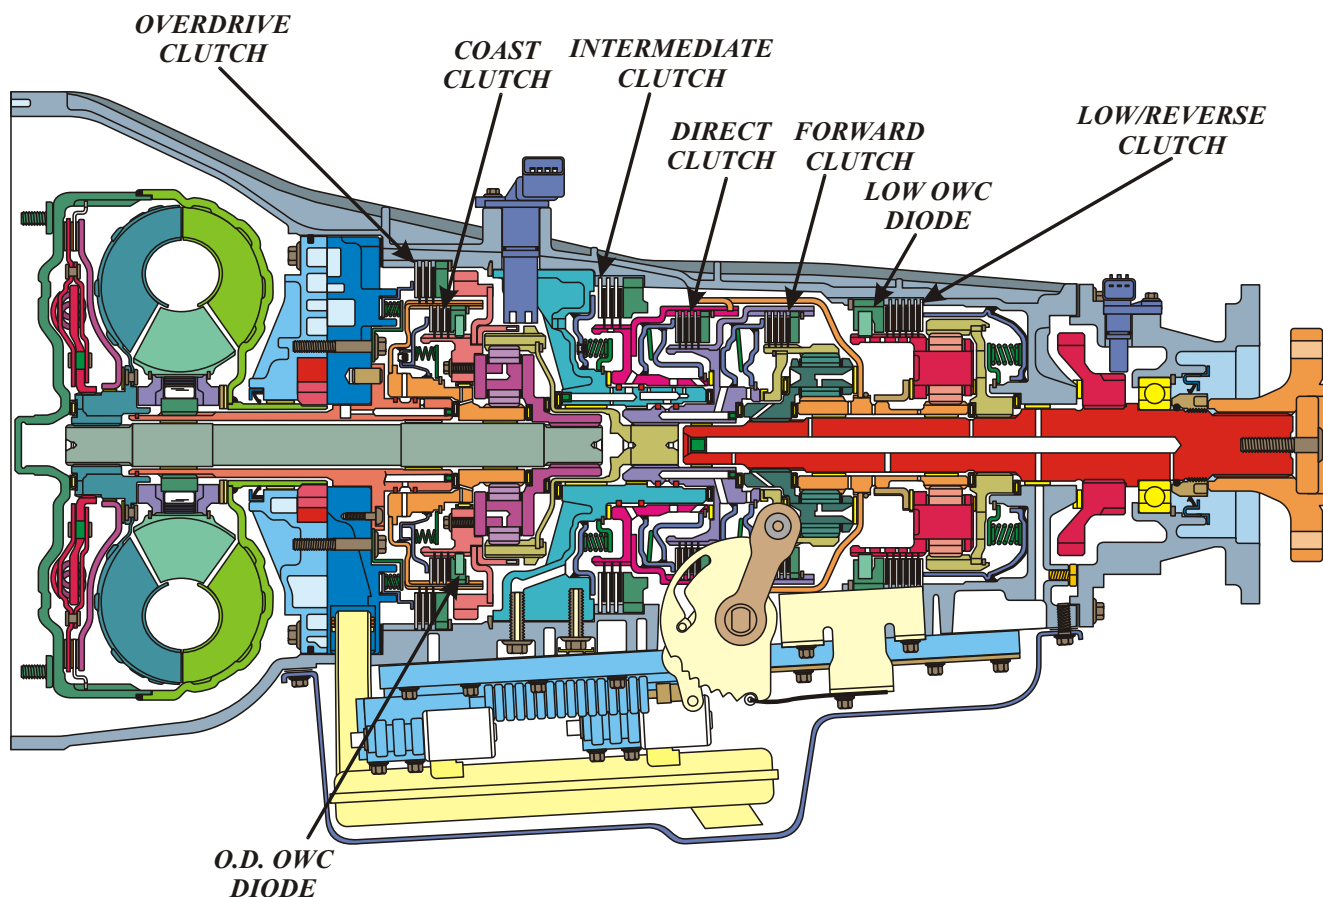 OVERDRIVE
CLUTCH
COAST
CLUTCH
INTERMEDIATE
CLUTCH
DIRECT
CLUTCH
FORWARD
CLUTCH
LOW OWC
DIODE
LOW/REVERSE
CLUTCH
O.D. OWC
DIODE